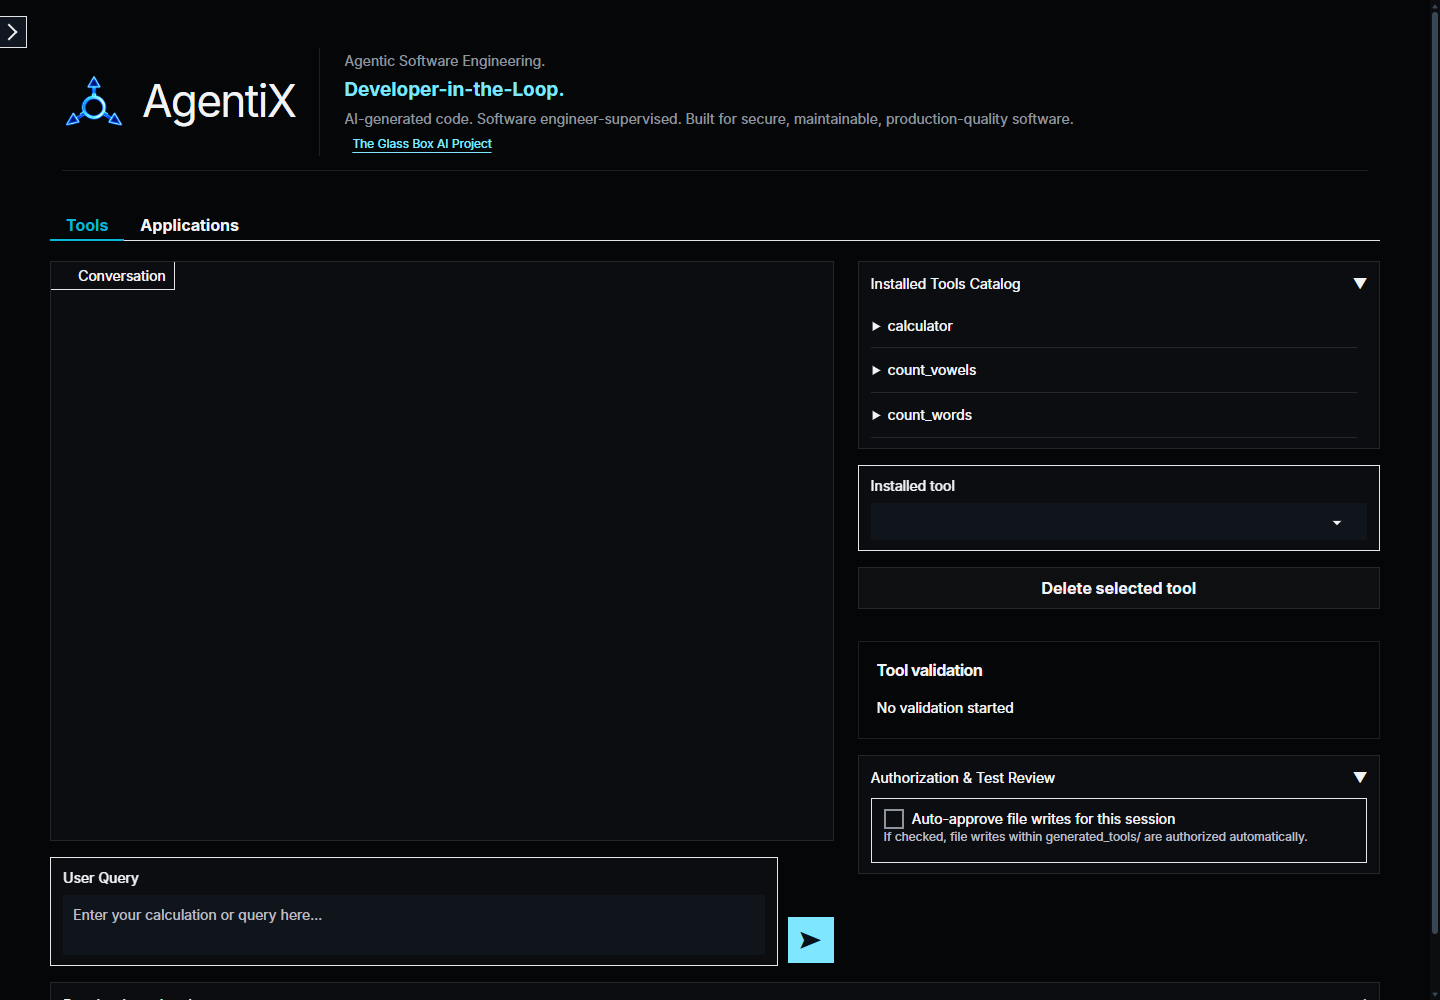 AgentiX
Agentic Software Engineering.
Developer-in-the-Loop.
AI-generated code. Software engineer-supervised. Built for secure, maintainable, production-quality software.
The Glass Box AI Project
Tools
Applications
Conversation
Installed Tools Catalog
calculator
count_vowels
count_words
Installed tool
Delete selected tool
Tool validation
No validation started
Authorization & Test Review
Auto-approve file writes for this session
If checked, file writes within generated_tools/ are authorized automatically.
User Query
Enter your calculation or query here...